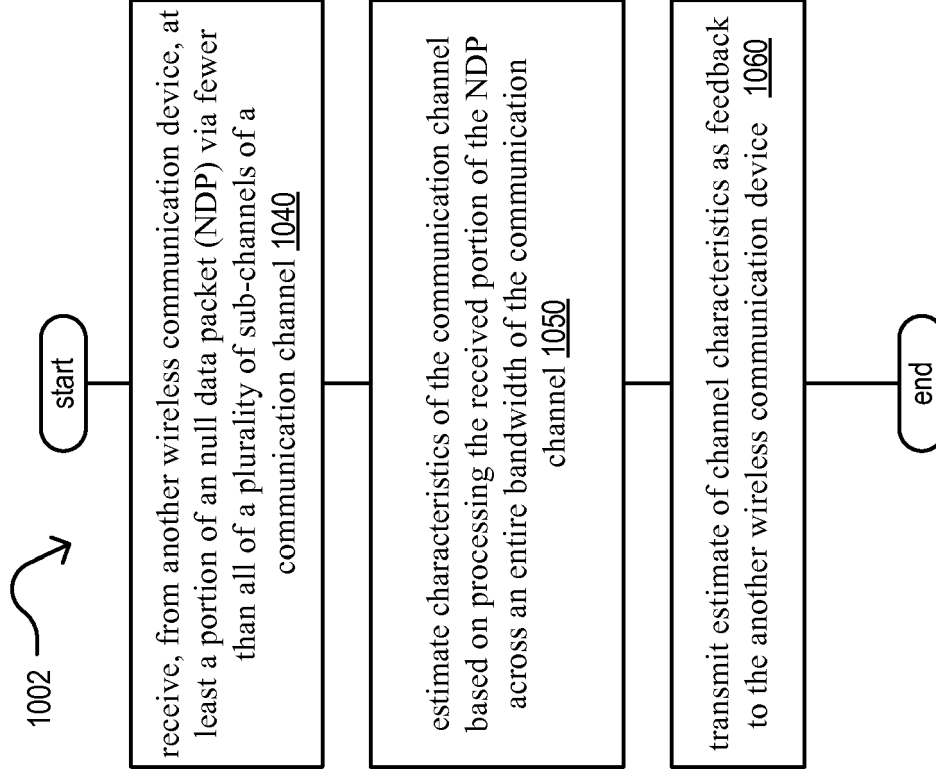 1002
start
receive, from another wireless communication device, at
least a portion of an null data packet (NDP) via fewer
than all of a plurality of sub-channels of a
communication channel 1040
estimate characteristics of the communication channel
based on processing the received portion of the NDP
across an entire bandwidth of the communication
channel 1050
transmit estimate of channel characteristics as feedback
to the another wireless communication device 1060
end